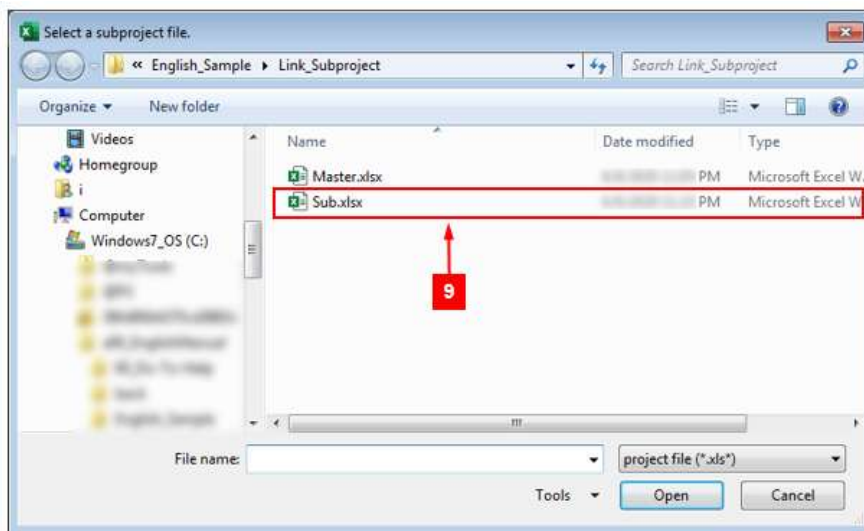 Select a subproject file.
« English_Sample ▸ Link_Subproject
Search Link_Subproject
Organize
New folder
Name
Date modified
Type
Videos
Homegroup
i
Computer
Windows7_OS (C:)
Master.xlsx PM Microsoft Excel W
Sub.xlsx PM Microsoft Excel W
9
File name:
project file (*.xls*)
Tools
Open
Cancel